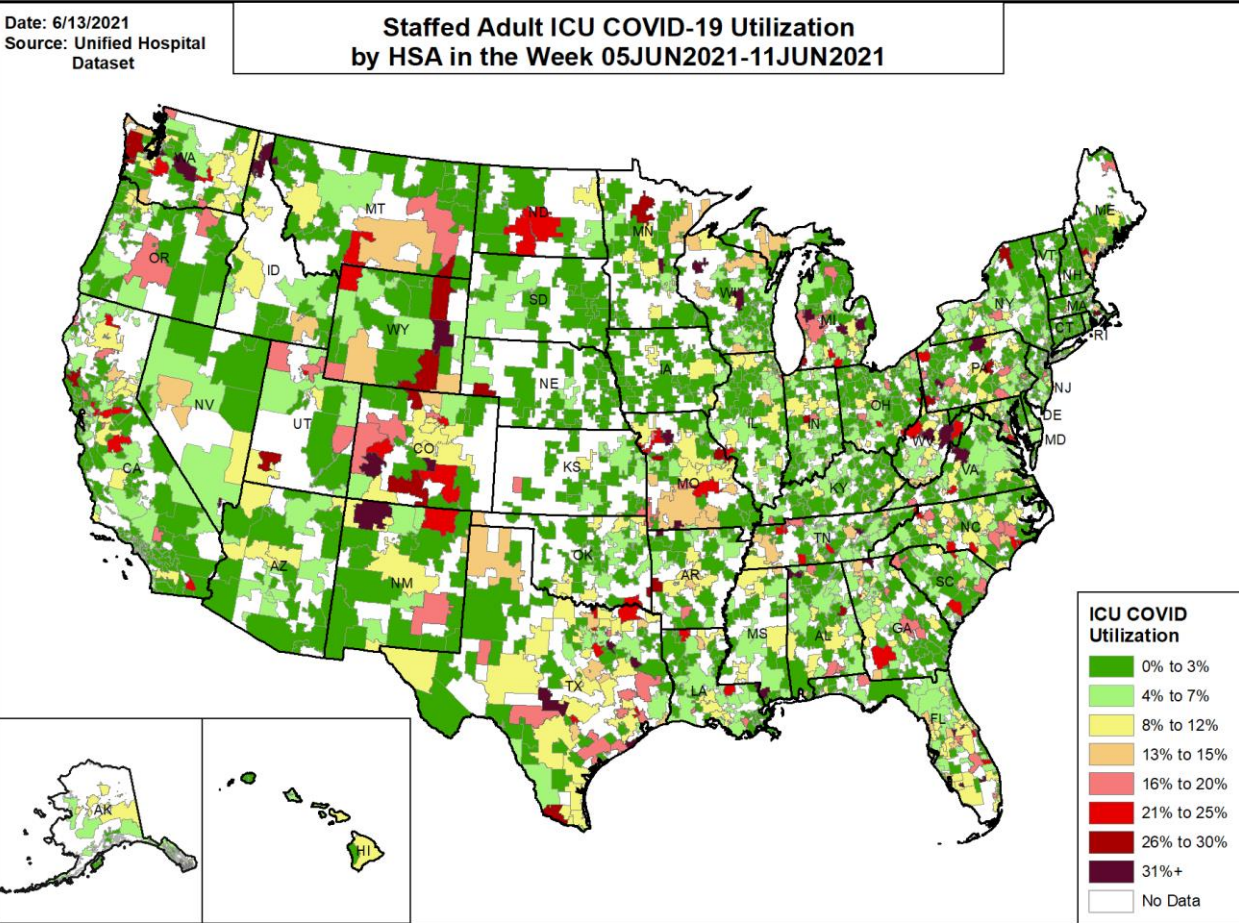 Date: 6/13/2021
Source: Unified Hospital
Dataset
Staffed Adult ICU COVID-19 Utilization
by HSA in the Week 05JUN2021-11JUN2021
WA
MT
ND
MN
ME
OR
ID
SD
WI
MI
NY
VT
NH
MA
CT
RI
WY
NE
IA
PA
NJ
NV
UT
CO
KS
MO
IL
IN
OH
WV
DE
MD
VA
CA
KY
AZ
NM
OK
AR
TN
NC
SC
TX
LA
MS
AL
GA
FL
AK
HI
ICU COVID
Utilization
0% to 3%
4% to 7%
8% to 12%
13% to 15%
16% to 20%
21% to 25%
26% to 30%
31%+
No Data